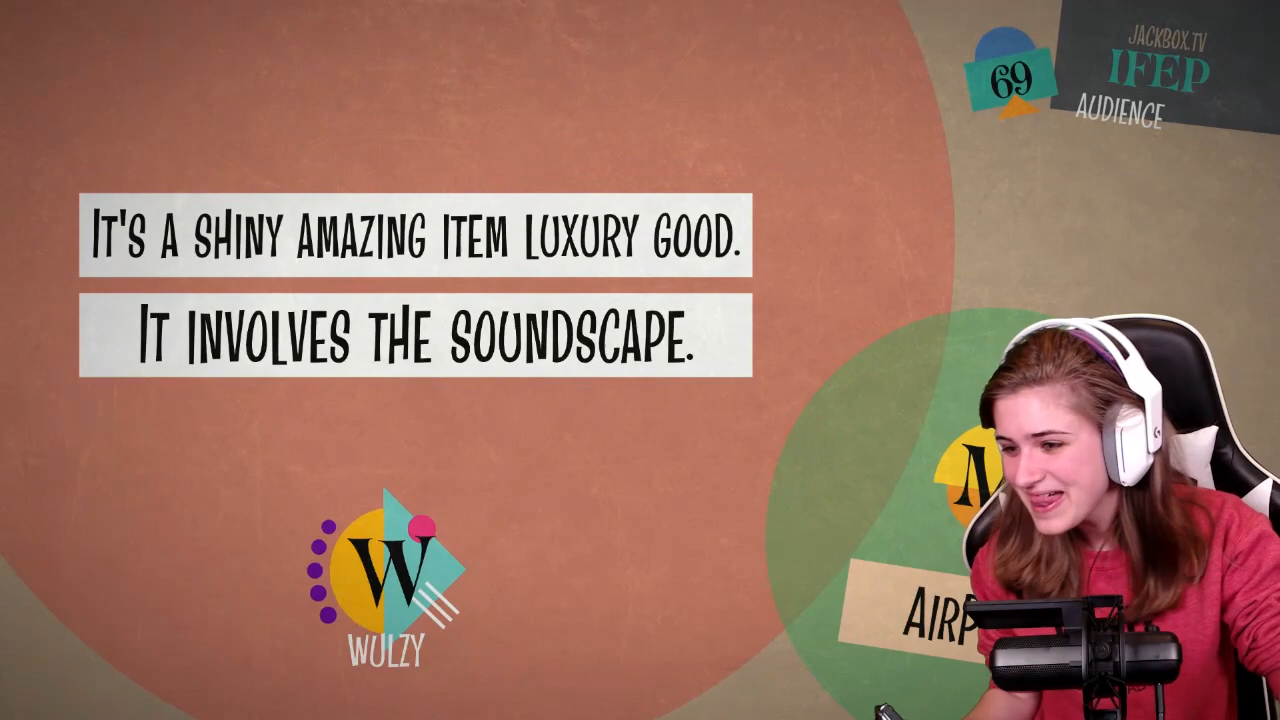 JACKBOX.TV
IFEP
69
AUDIENCE
IT'S A SHINY AMAZING ITEM LUXURY GOOD.
IT INVOLVES THE SOUNDSCAPE.
W
WULZY